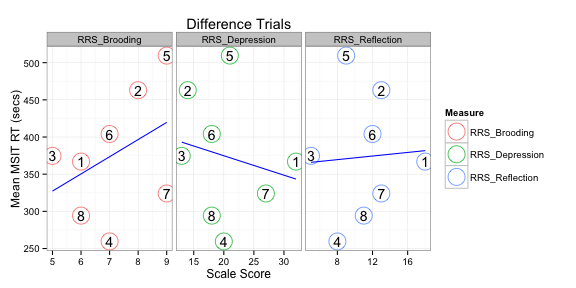 Difference Trials
RRS_Brooding RRS_Depression RRS_Reflection
Mean MSIT RT (secs)
500
450
400
350
300
250
5 2 6 3 1 7 8 4
5 2 6 3 1 7 8 4
5 2 6 3 1 7 8 4
5 6 7 8 9 15 20 25 30 8 12 16
Scale Score
Measure
RRS_Brooding
RRS_Depression
RRS_Reflection